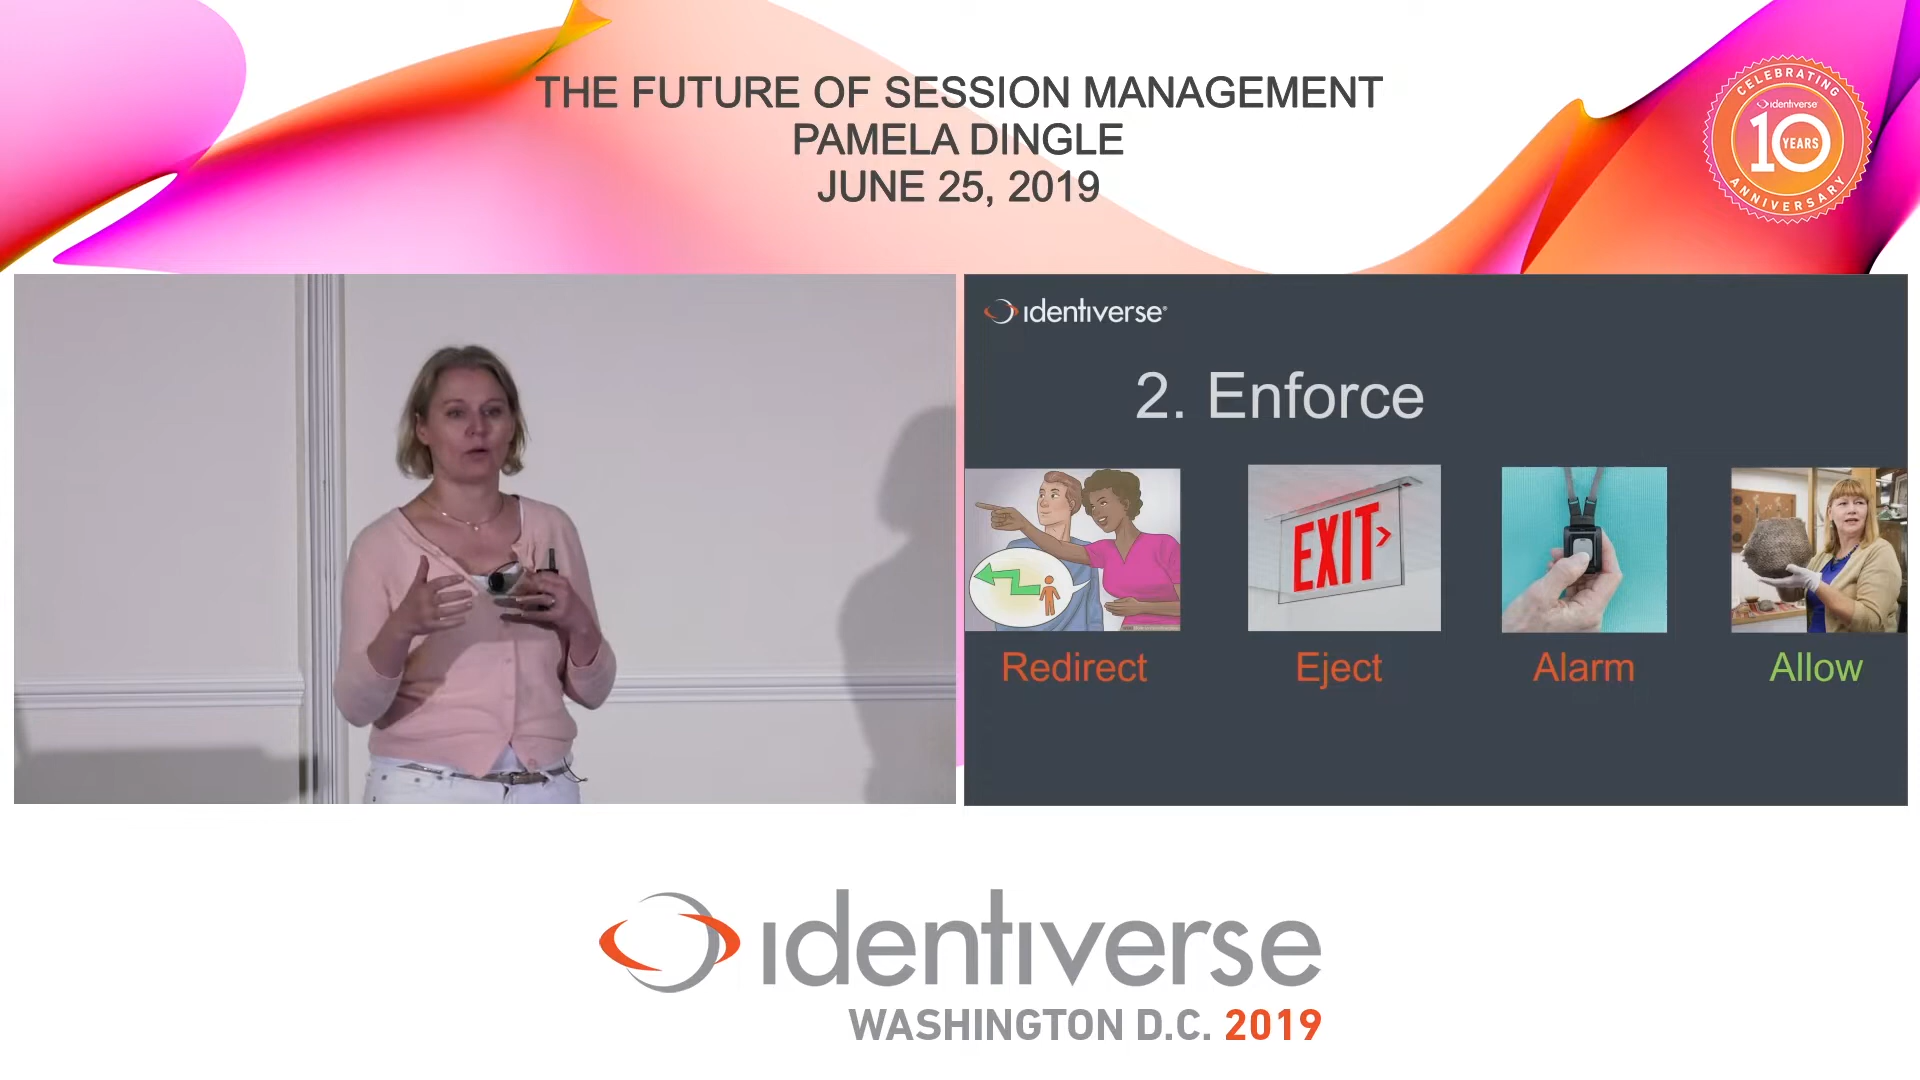 THE FUTURE OF SESSION MANAGEMENT
PAMELA DINGLE
JUNE 25, 2019
CELEBRATING
identiverse
10
YEARS
ANNIVERSARY
identiverse
2. Enforce
EXIT
Redirect
Eject
Alarm
Allow
identiverse
WASHINGTON D.C. 2019